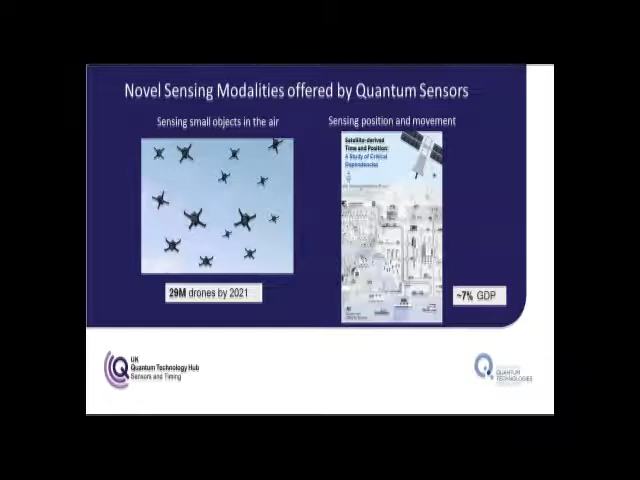 Novel Sensing Modalities offered by Quantum Sensors
Sensing small objects in the air
Sensing position and movement
Satellite-derived
Time and Position:
A Study of Critical
Dependencies
29M drones by 2021
~7% GDP
UK
Quantum Technology Hub
Sensors and Timing
QUANTUM
TECHNOLOGIES